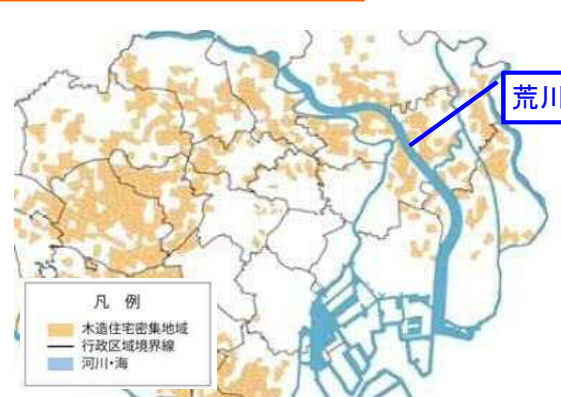 荒川
凡 例
木造住宅密集地域
行政区域境界線
河川・海